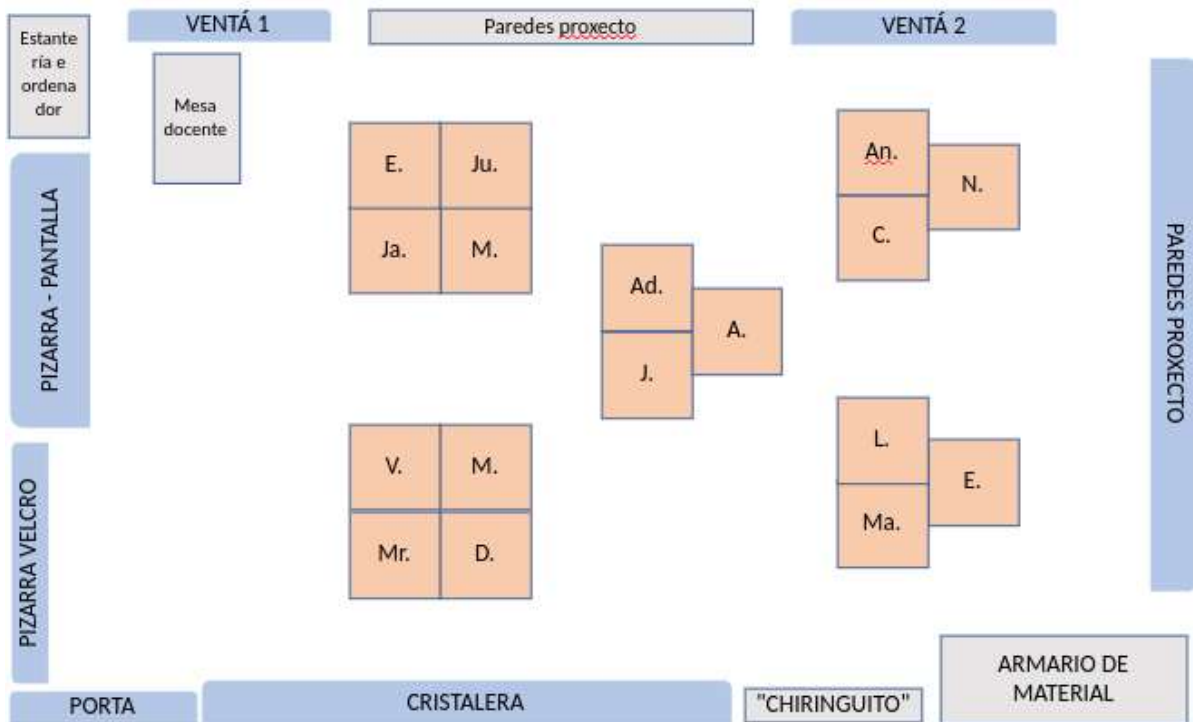 Estante
ría e
ordena
dor
VENTÁ 1
Paredes proxecto
VENTÁ 2
Mesa
docente
E.
Ju.
An.
N.
Ja.
M.
C.
PIZARRA - PANTALLA
Ad.
A.
J.
PAREDES PROXECTO
V.
M.
L.
E.
Mr.
D.
Ma.
PIZARRA VELCRO
ARMARIO DE
MATERIAL
PORTA
CRISTALERA
"CHIRINGUITO"